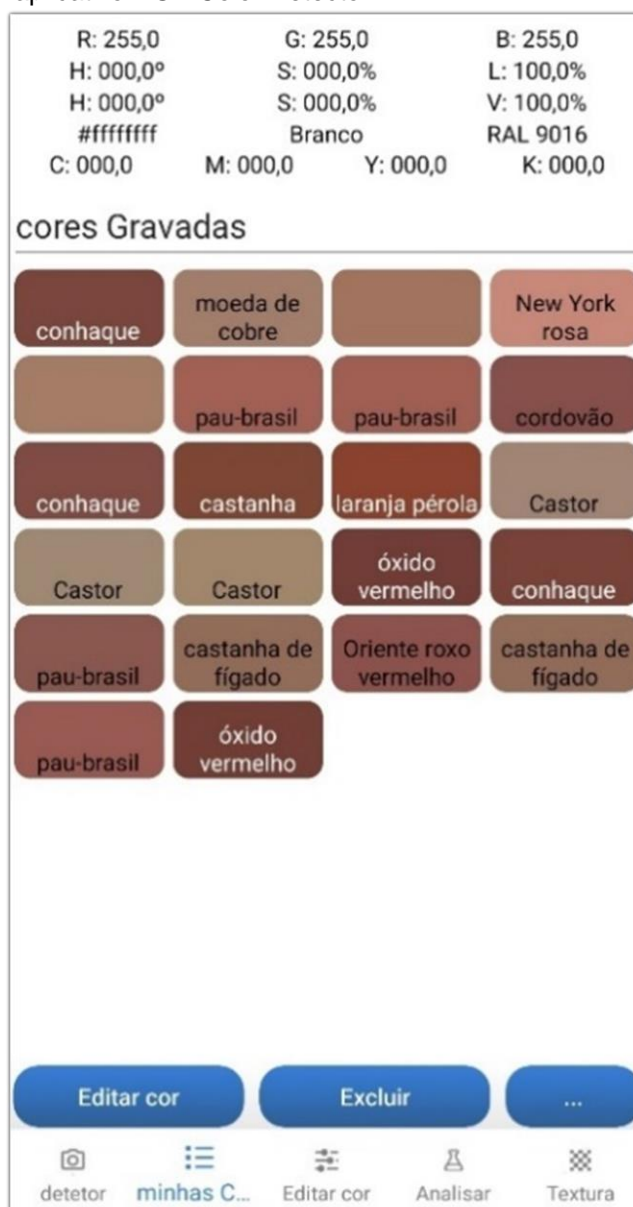 R: 255,0 G: 255,0 B: 255,0
H: 000,0º S: 000,0% L: 100,0%
H: 000,0º S: 000,0% V: 100,0%
#ffffffff Branco RAL 9016
C: 000,0 M: 000,0 Y: 000,0 K: 000,0
cores Gravadas
conhaque
moeda de
cobre
New York
rosa
pau-brasil
pau-brasil
cordovão
conhaque
castanha
laranja pérola
Castor
Castor
Castor
óxido
vermelho
conhaque
pau-brasil
castanha de
fígado
Oriente roxo
vermelho
castanha de
fígado
pau-brasil
óxido
vermelho
Editar cor
Excluir
...
detetor
minhas C...
Editar cor
Analisar
Textura